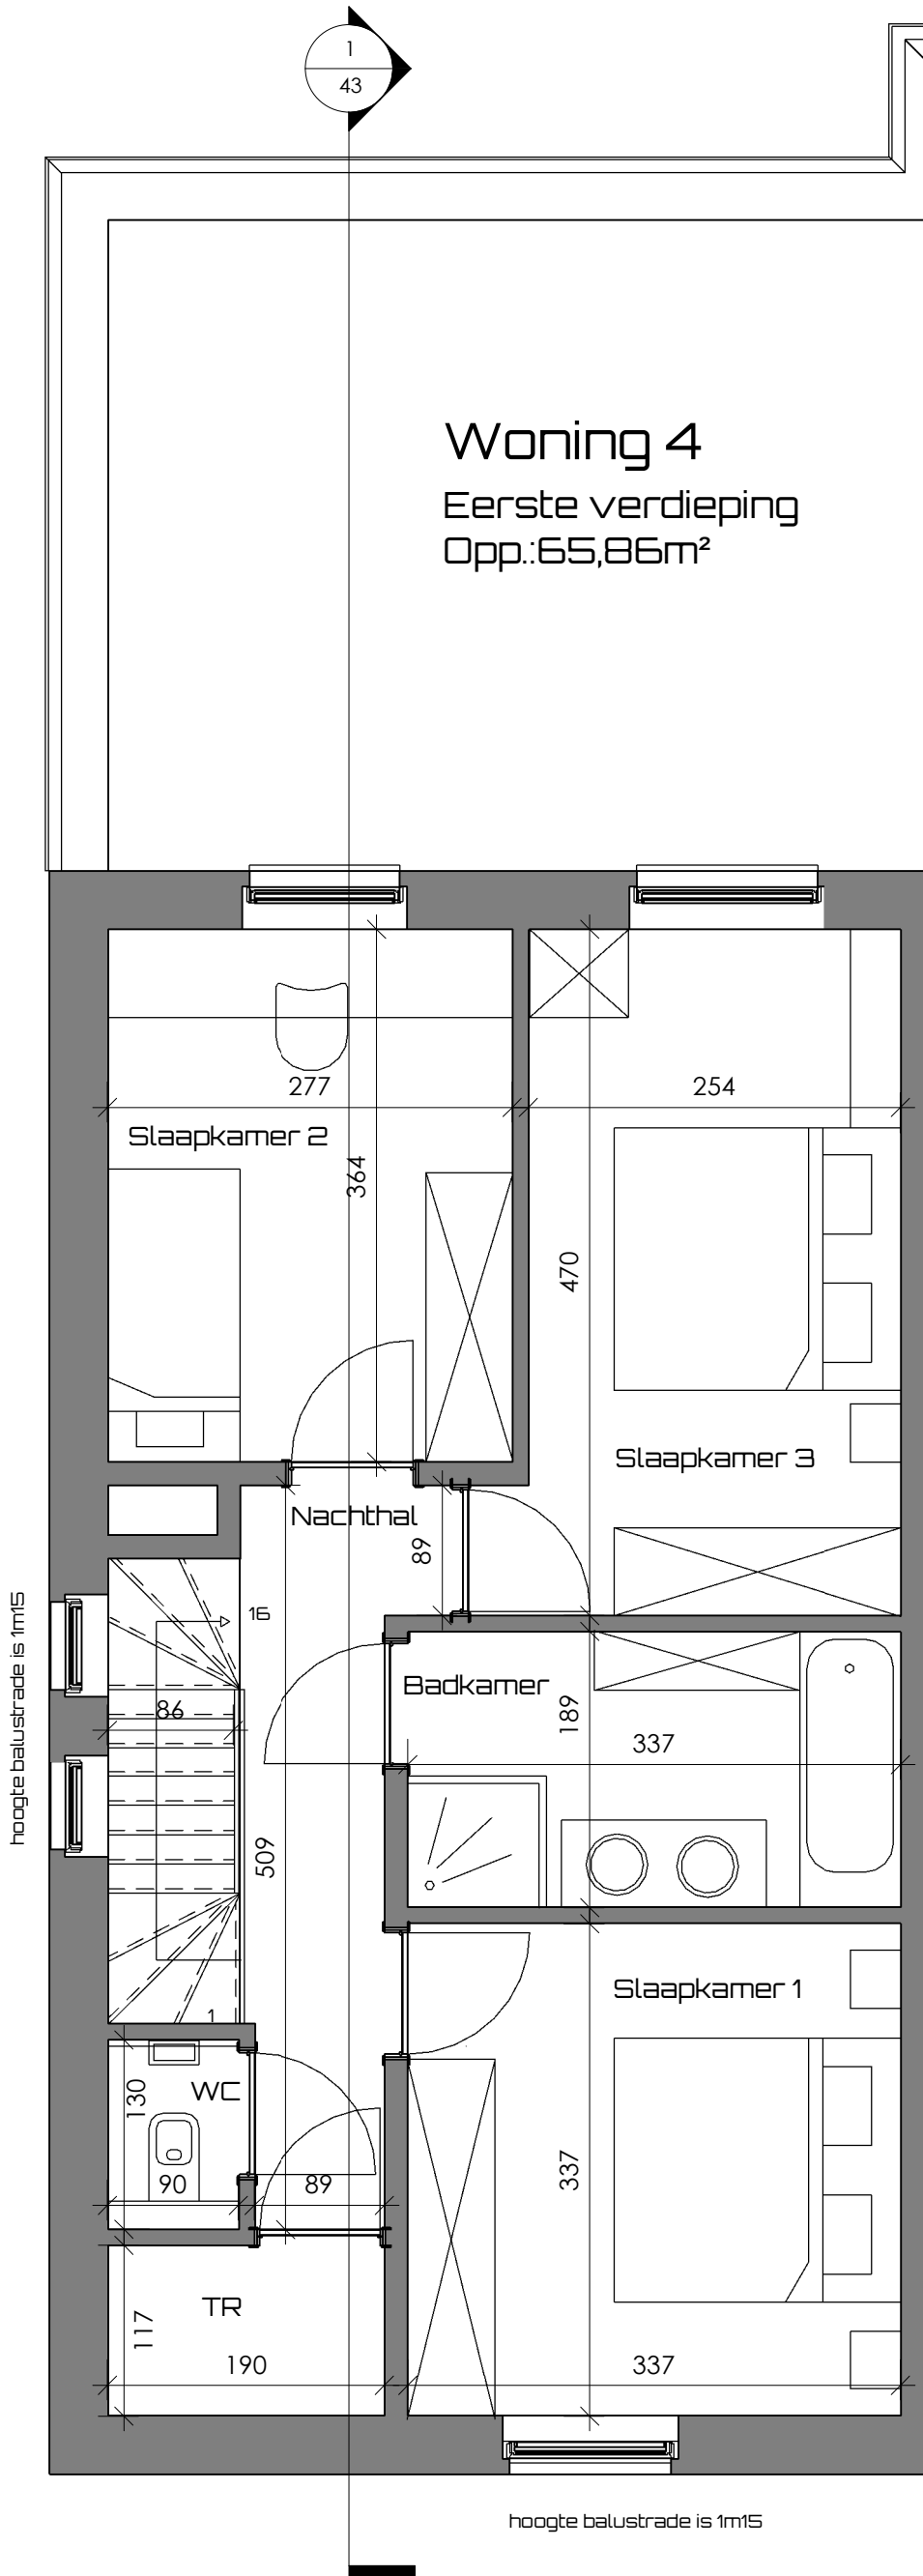 1
43
Woning 4
Eerste verdieping
Opp.:65,86m²
277
254
Slaapkamer 2
364
470
Slaapkamer 3
Nachthal
89
16
hoogte balustrade is 1m15
Badkamer
86
189
337
509
Slaapkamer 1
1
WC
130
90
89
337
TR
117
190
337
hoogte balustrade is 1m15